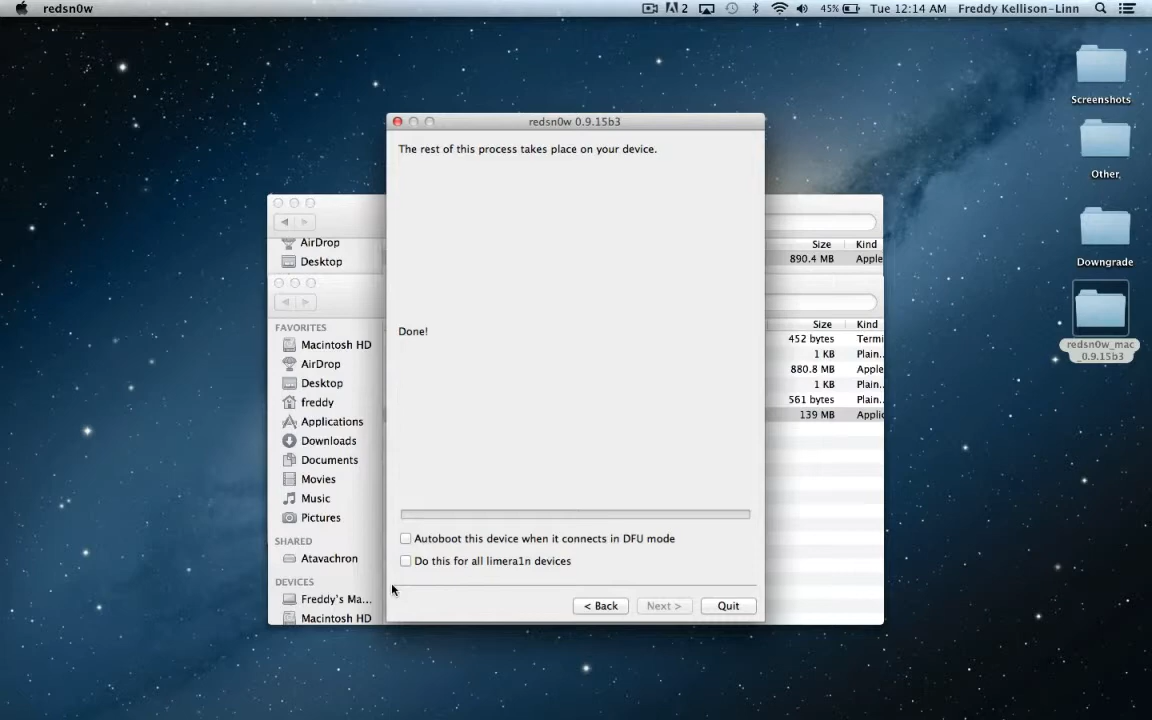 redsn0w
2
45%
Tue 12:14 AM
Freddy Kellison-Linn
Screenshots
Other
Downgrade
redsn0w_mac
_0.9.15b3
redsn0w 0.9.15b3
The rest of this process takes place on your device.
Done!
Autoboot this device when it connects in DFU mode
Do this for all limera1n devices
< Back
Next >
Quit
AirDrop
Desktop
Size
Kind
890.4 MB
Apple
FAVORITES
Macintosh HD
AirDrop
Desktop
freddy
Applications
Downloads
Documents
Movies
Music
Pictures
SHARED
Atavachron
DEVICES
Freddy's Ma...
Macintosh HD
Size
Kind
452 bytes
Termi
1 KB
Plain..
880.8 MB
Apple
1 KB
Plain..
561 bytes
Plain..
139 MB
Applic